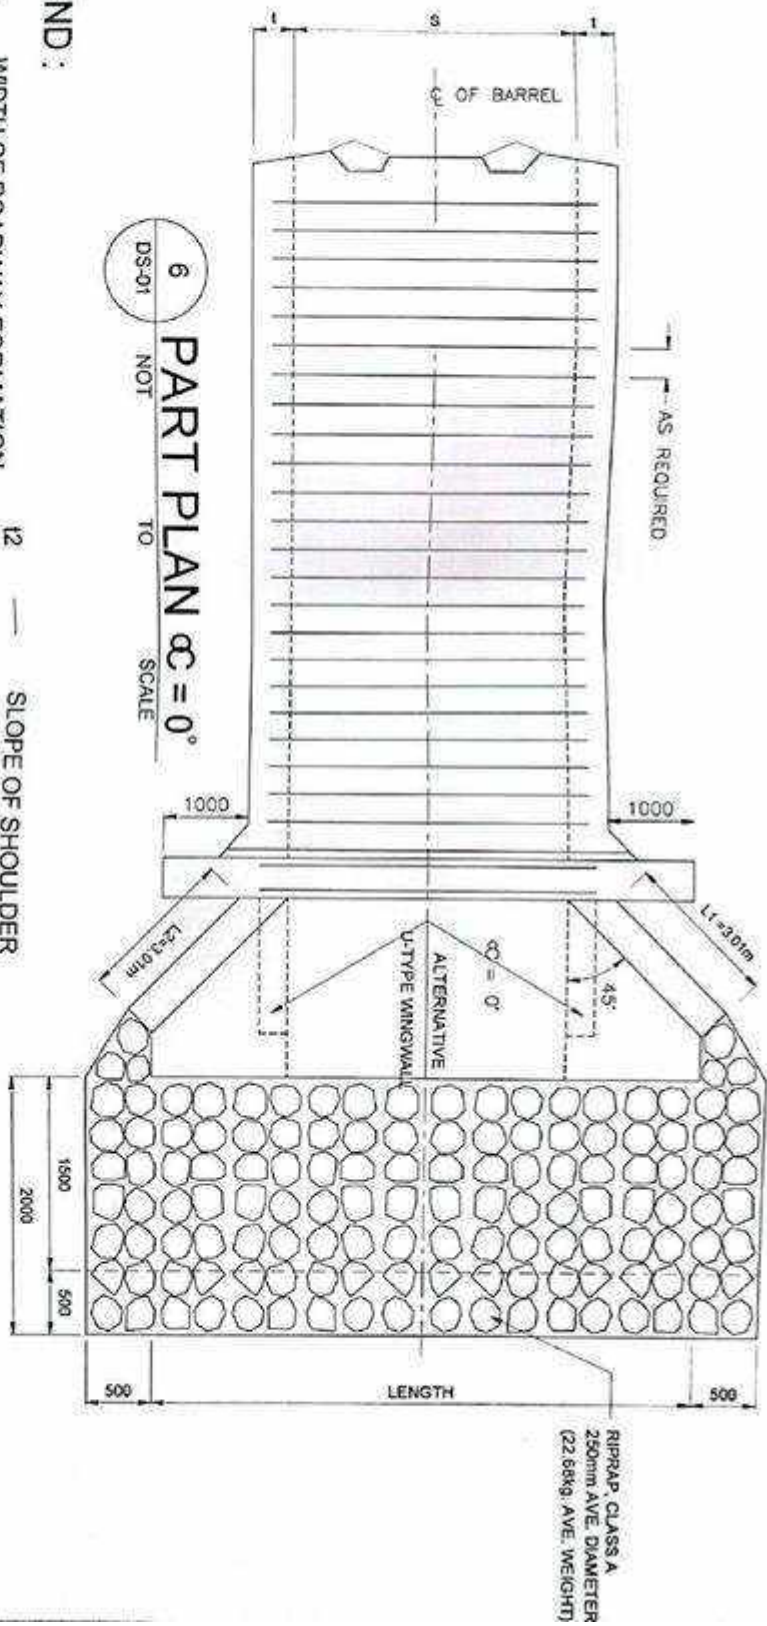 t
S
t
℄ OF BARREL
AS REQUIRED
1000
1000
L1=3.01m
L2=3.01m
45°
∝ = 0°
ALTERNATIVE
U-TYPE WINGWALL
1500
500
2000
500
LENGTH
500
RIPRAP, CLASS A
250mm AVE. DIAMETER
(22.68kg. AVE. WEIGHT)
6
DS-01
PART PLAN ∝ = 0°
NOT TO SCALE
ND :
WIDTH OF ROADWAY FORMATION
t2 — SLOPE OF SHOULDER